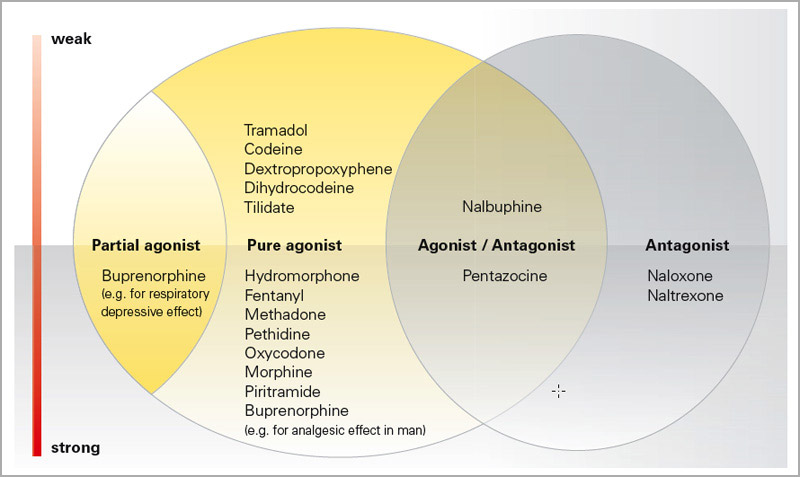 weak
Tramadol
Codeine
Dextropropoxyphene
Dihydrocodeine
Tilidate
Nalbuphine
Partial agonist
Pure agonist
Agonist / Antagonist
Antagonist
Buprenorphine
(e.g. for respiratory
depressive effect)
Hydromorphone
Fentanyl
Methadone
Pethidine
Oxycodone
Morphine
Piritramide
Buprenorphine
(e.g. for analgesic effect in man)
Pentazocine
Naloxone
Naltrexone
strong